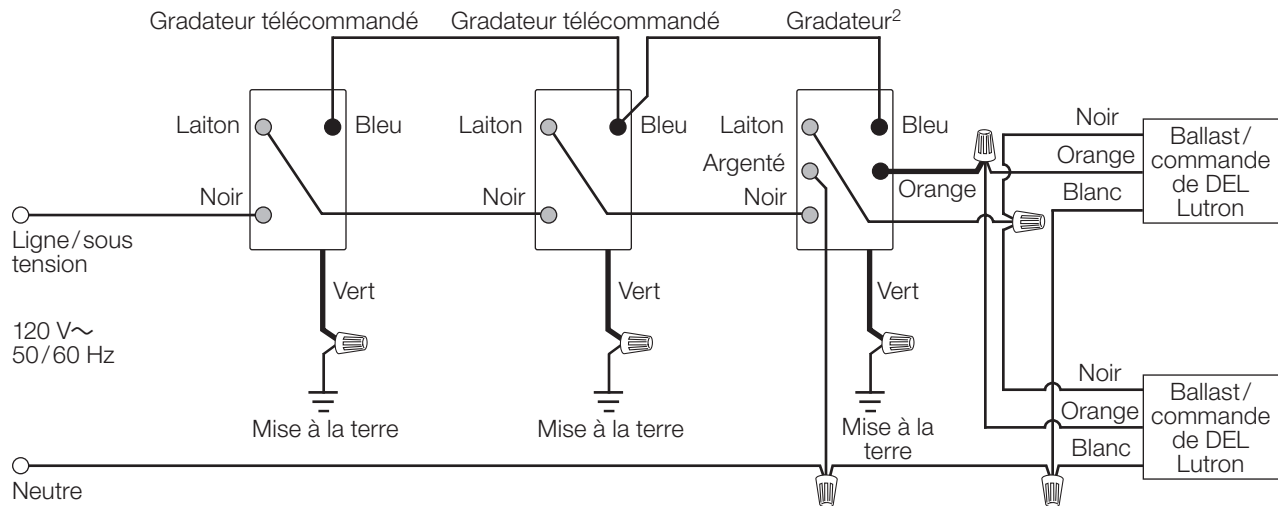 Gradateur télécommandé
Gradateur télécommandé
Gradateur²
Laiton
Bleu
Laiton
Bleu
Laiton
Bleu
Argenté
Noir
Noir
Noir
Orange
Noir
Orange
Blanc
Ballast/
commande
de DEL
Lutron
Ligne/sous
tension
120 V~
50/60 Hz
Vert
Vert
Vert
Mise à la terre
Mise à la terre
Mise à la
terre
Noir
Orange
Blanc
Ballast/
commande
de DEL
Lutron
Neutre